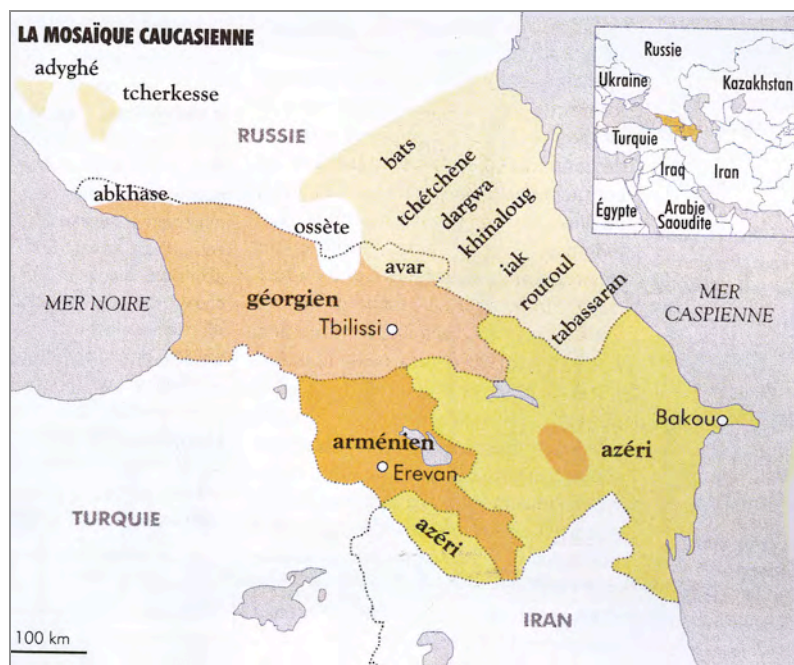 LA MOSAÏQUE CAUCASIENNE
adyghé
tcherkesse
RUSSIE
abkhase
ossète
bats
tchétchène
dargwa
khinaloug
iak
routoul
tabassaran
avar
MER NOIRE
géorgien
Tbilissi
MER
CASPIENNE
Bakou
azéri
arménien
Erevan
azéri
TURQUIE
IRAN
100 km
Russie
Ukraine
Kazakhstan
Turquie
Iraq
Iran
Égypte
Arabie
Saoudite